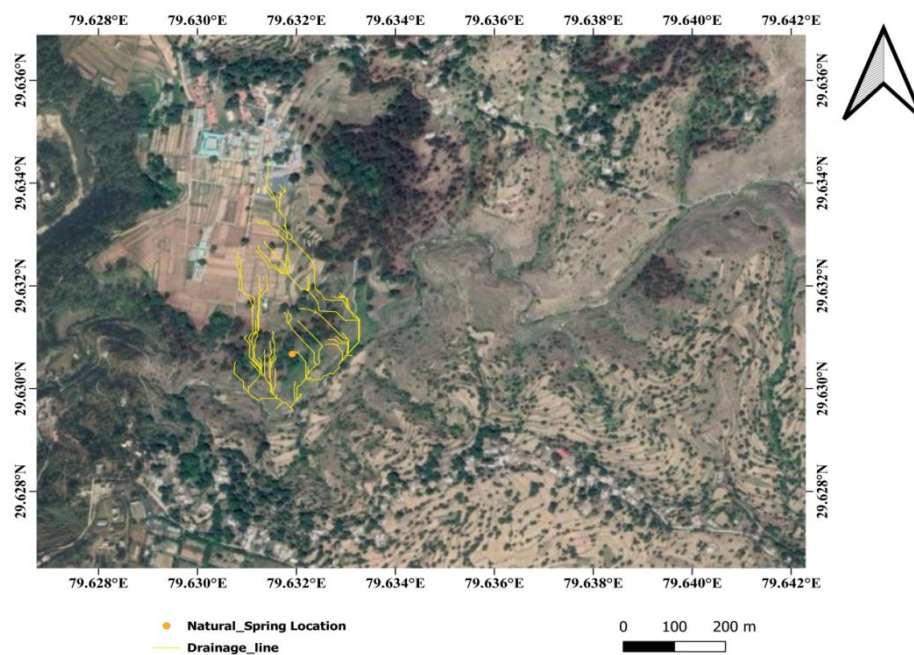 79.628°E 79.630°E 79.632°E 79.634°E 79.636°E 79.638°E 79.640°E 79.642°E
29.636°N 29.636°N
29.634°N 29.634°N
29.632°N 29.632°N
29.630°N 29.630°N
29.628°N 29.628°N
79.628°E 79.630°E 79.632°E 79.634°E 79.636°E 79.638°E 79.640°E 79.642°E
Natural_Spring Location
Drainage_line
0 100 200 m